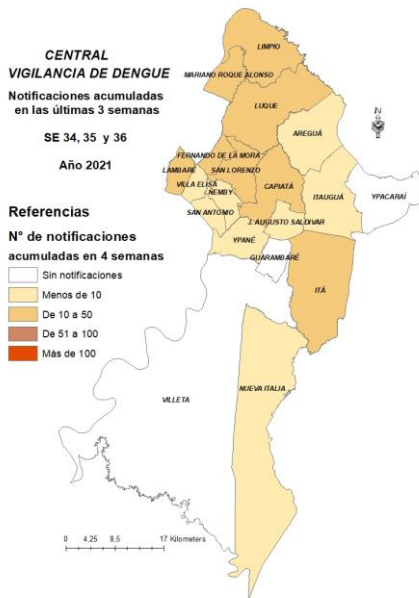 CENTRAL
VIGILANCIA DE DENGUE
Notificaciones acumuladas
en las últimas 3 semanas
SE 34, 35 y 36
Año 2021
Referencias
N° de notificaciones
acumuladas en 4 semanas
Sin notificaciones
Menos de 10
De 10 a 50
De 51 a 100
Más de 100
LIMPIO
MARIANO ROQUE ALONSO
LUQUE
AREGUÁ
N
FERNANDO DE LA MORA
LAMBARÉ
SAN LORENZO
CAPIATÁ
VILLA ELISA
ÑEMBY
ITAUGUÁ
YPACARAÍ
SAN ANTONIO
J. AUGUSTO SALDIVAR
YPANÉ
GUARAMBARÉ
ITÁ
VILLETA
NUEVA ITALIA
0 4,25 8,5 17 Kilometers